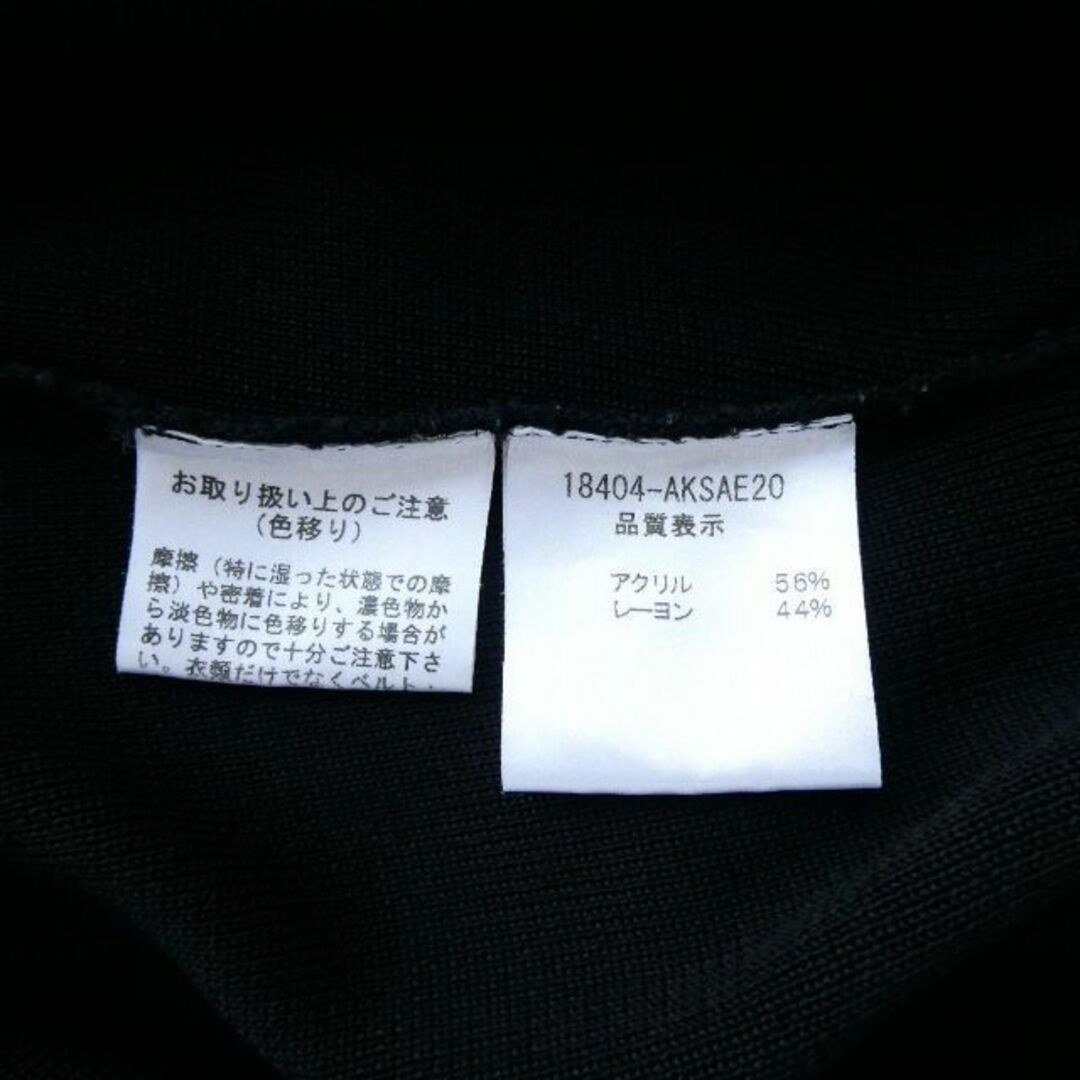 お取り扱い上のご注意
(色移り)
摩擦(特に湿った状態での摩
擦)や密着により、濃色物か
ら淡色物に色移りする場合が
ありますので十分ご注意下さ
い。衣類だけでなくベルト・
18404-AKSAE20
品質表示
アクリル 56%
レーヨン 44%